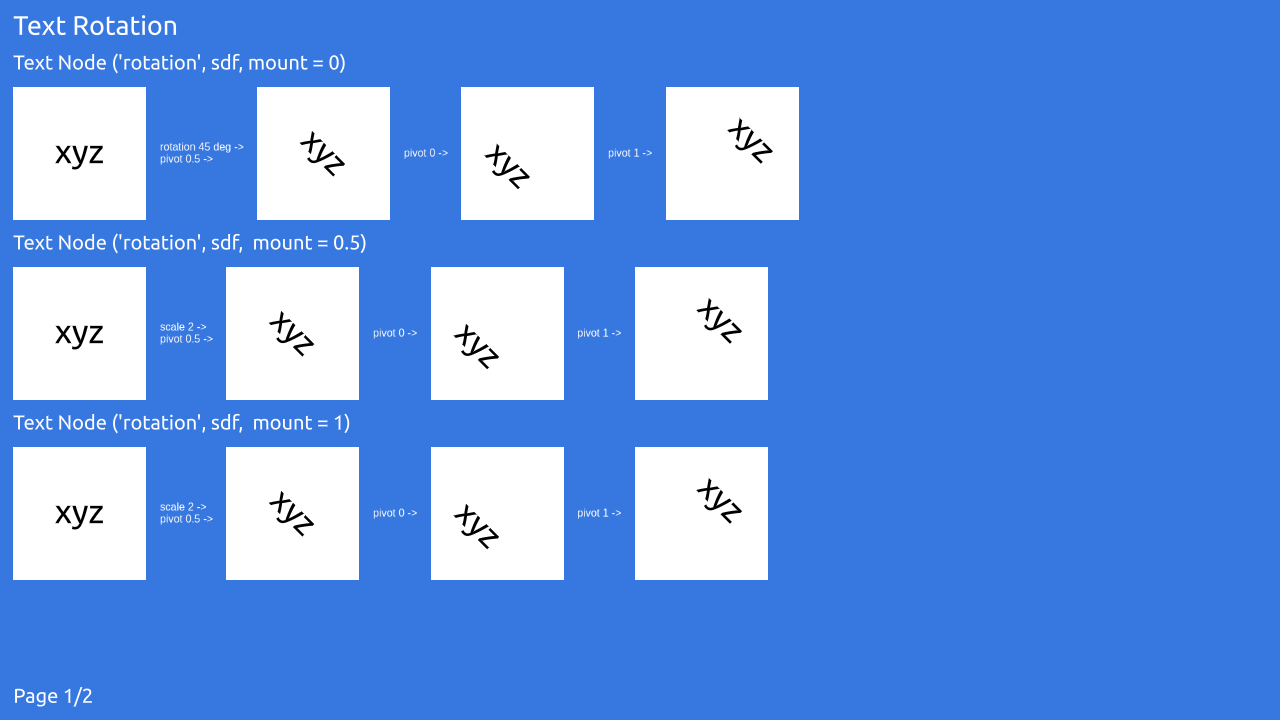 Text Rotation
Text Node ('rotation', sdf, mount = 0)
xyz
rotation 45 deg ->
pivot 0.5 ->
xyz
pivot 0 ->
xyz
pivot 1 ->
xyz
Text Node ('rotation', sdf,  mount = 0.5)
xyz
scale 2 ->
pivot 0.5 ->
xyz
pivot 0 ->
xyz
pivot 1 ->
xyz
Text Node ('rotation', sdf,  mount = 1)
xyz
scale 2 ->
pivot 0.5 ->
xyz
pivot 0 ->
xyz
pivot 1 ->
xyz
Page 1/2